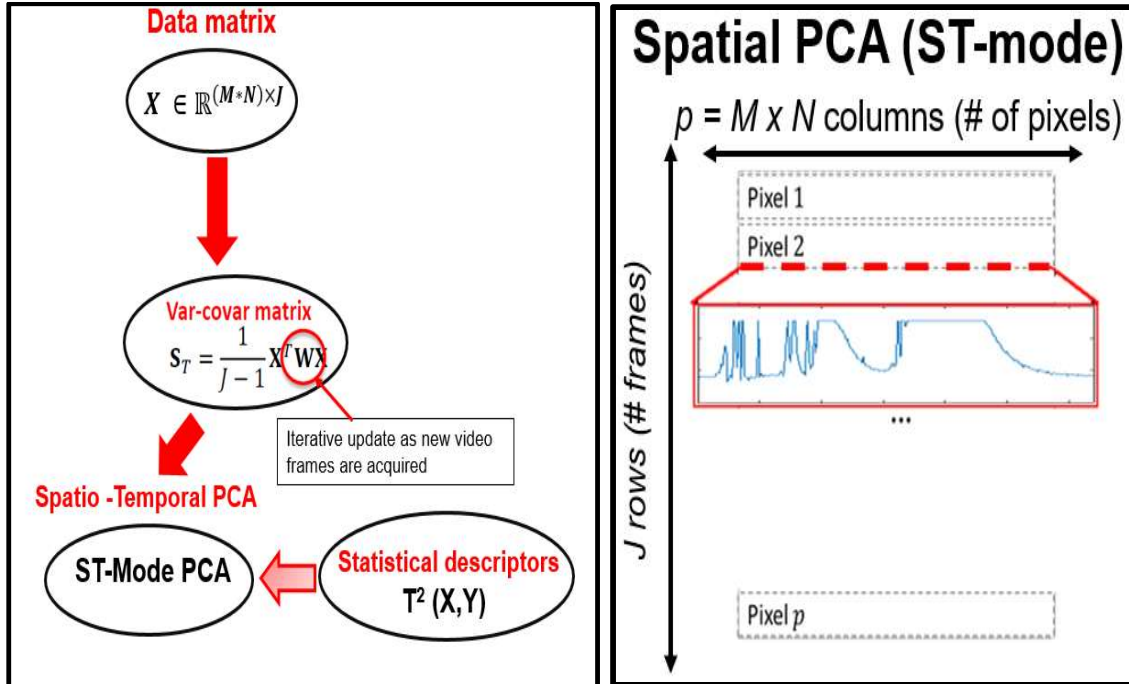 Data matrix
X ∈ ℝ^{(M*N)×J}
Var-covar matrix
S_T = \frac{1}{J − 1} X^T WX
Iterative update as new video
frames are acquired
Spatio -Temporal PCA
ST-Mode PCA
Statistical descriptors
T² (X,Y)
Spatial PCA (ST-mode)
p = M x N columns (# of pixels)
J rows (# frames)
Pixel 1
Pixel 2
...
Pixel p